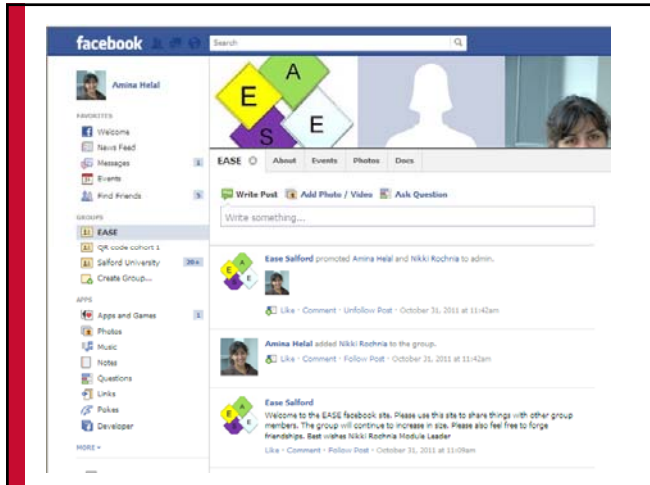 facebook
Search
Amina Helal
FAVORITES
Welcome
News Feed
Messages 1
Events
Find Friends 5
GROUPS
EASE
QR code cohort 1
Salford University 20+
Create Group...
APPS
Apps and Games 1
Photos
Music
Notes
Questions
Links
Pokes
Developer
MORE
E A S E
EASE About Events Photos Docs
Write Post Add Photo / Video Ask Question
Write something...
E A S E
Ease Salford promoted Amina Helal and Nikki Rochnia to admin.
Like · Comment · Unfollow Post · October 31, 2011 at 11:42am
Amina Helal added Nikki Rochnia to the group.
Like · Comment · Follow Post · October 31, 2011 at 11:42am
E A S E
Ease Salford
Welcome to the EASE facebook site. Please use this site to share things with other group
members. The group will continue to increase in size. Please also feel free to forge
friendships. Best wishes Nikki Rochnia Module Leader
Like · Comment · Follow Post · October 31, 2011 at 11:09am